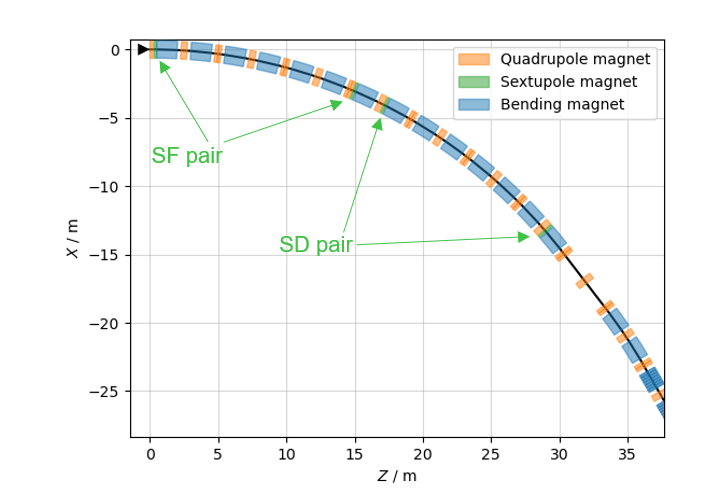 0
−5
−10
−15
−20
−25
X / m
Quadrupole magnet
Sextupole magnet
Bending magnet
SF pair
SD pair
0 5 10 15 20 25 30 35
Z / m